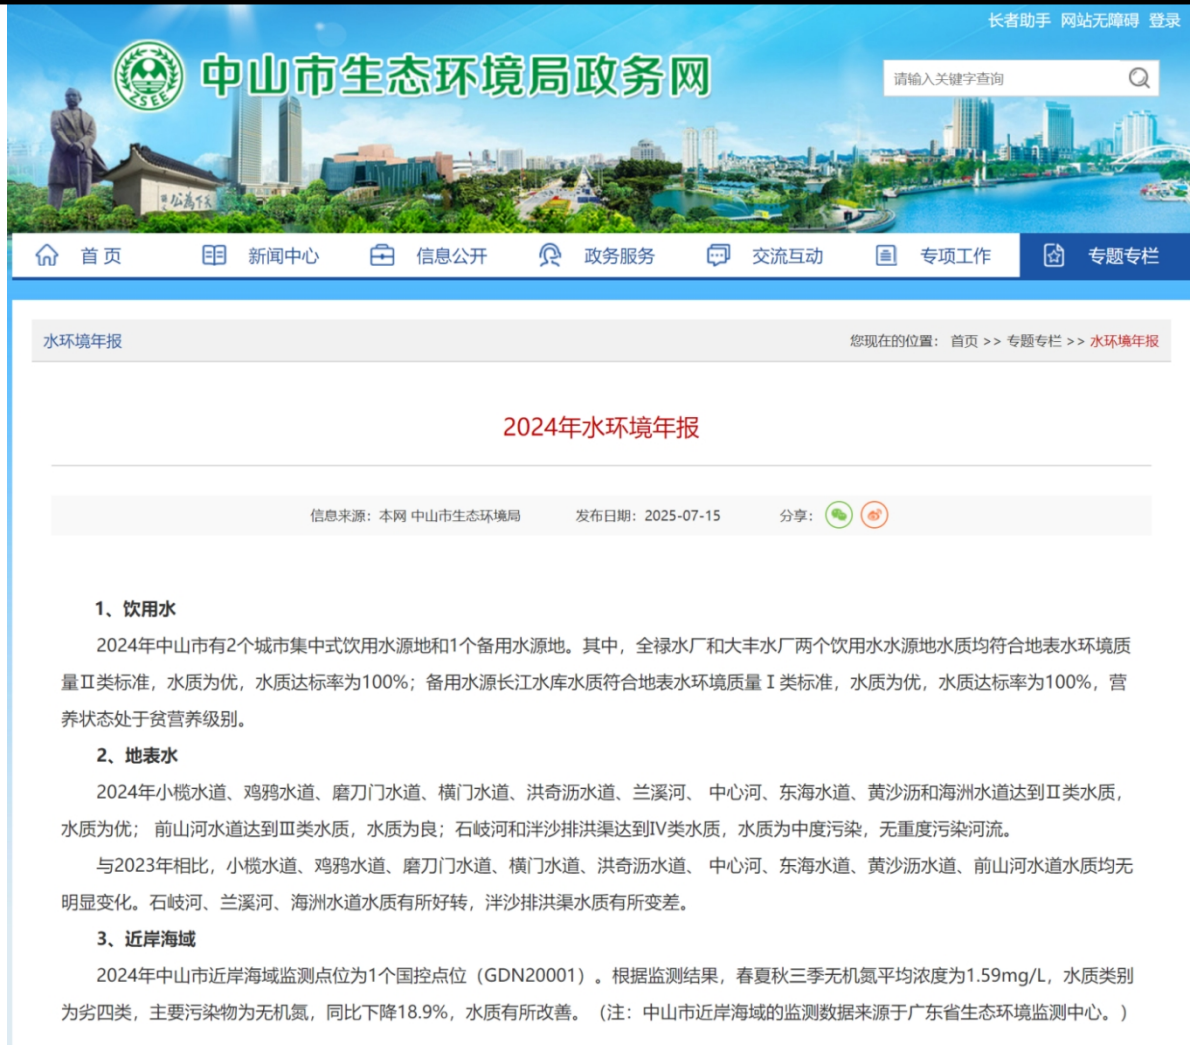 长者助手 网站无障碍 登录
ZSEE
中山市生态环境局政务网
请输入关键字查询
天下為公
首页 新闻中心 信息公开 政务服务 交流互动 专项工作 专题专栏
水环境年报
您现在的位置： 首页 >> 专题专栏 >> 水环境年报
2024年水环境年报
信息来源：本网 中山市生态环境局 发布日期：2025-07-15 分享：
1、饮用水
2024年中山市有2个城市集中式饮用水源地和1个备用水源地。其中，全禄水厂和大丰水厂两个饮用水水源地水质均符合地表水环境质
量Ⅱ类标准，水质为优，水质达标率为100%；备用水源长江水库水质符合地表水环境质量Ⅰ类标准，水质为优，水质达标率为100%，营
养状态处于贫营养级别。
2、地表水
2024年小榄水道、鸡鸦水道、磨刀门水道、横门水道、洪奇沥水道、兰溪河、 中心河、东海水道、黄沙沥和海洲水道达到Ⅱ类水质，
水质为优； 前山河水道达到Ⅲ类水质，水质为良；石岐河和泮沙排洪渠达到Ⅳ类水质，水质为中度污染，无重度污染河流。
与2023年相比，小榄水道、鸡鸦水道、磨刀门水道、横门水道、洪奇沥水道、 中心河、东海水道、黄沙沥水道、前山河水道水质均无
明显变化。石岐河、兰溪河、海洲水道水质有所好转，泮沙排洪渠水质有所变差。
3、近岸海域
2024年中山市近岸海域监测点位为1个国控点位（GDN20001）。根据监测结果，春夏秋三季无机氮平均浓度为1.59mg/L，水质类别
为劣四类，主要污染物为无机氮，同比下降18.9%，水质有所改善。（注：中山市近岸海域的监测数据来源于广东省生态环境监测中心。）